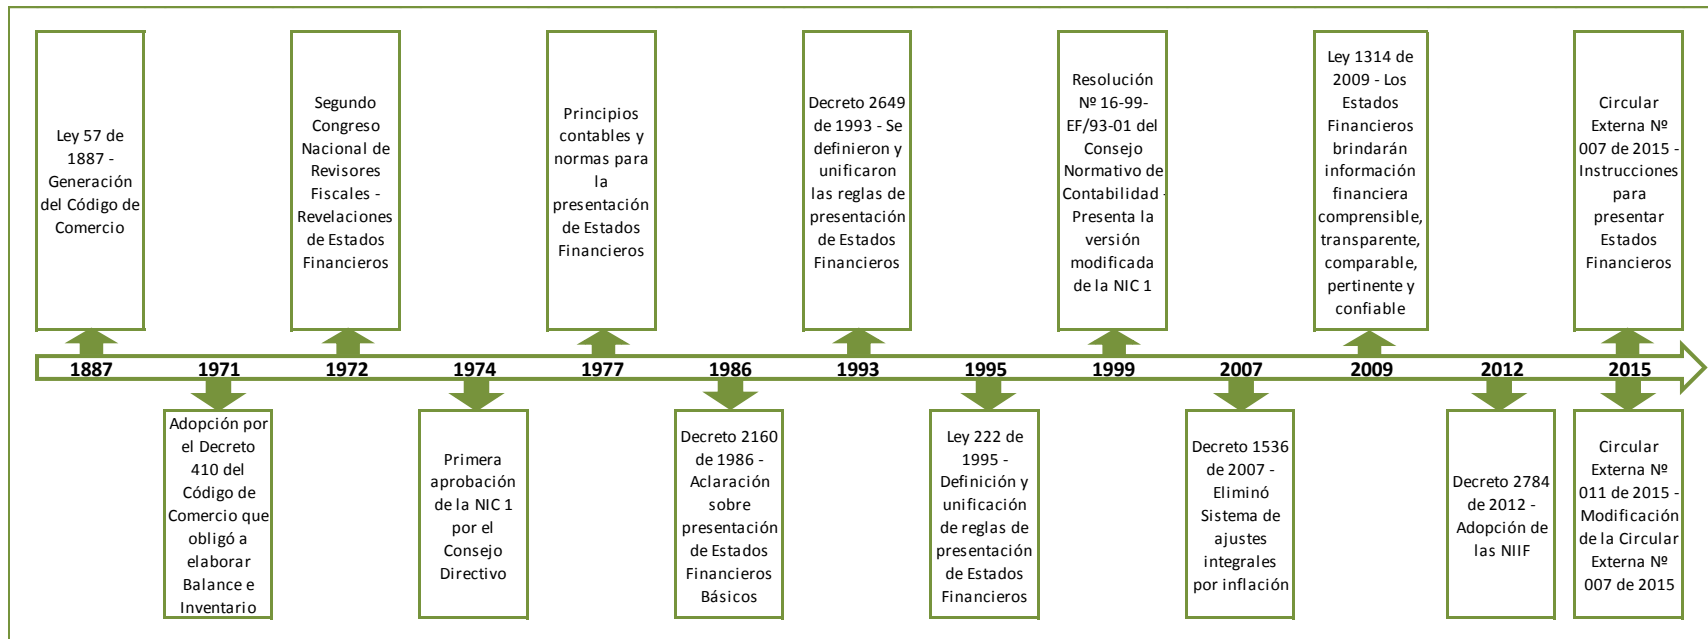 Ley 57 de
1887 -
Generación
del Código de
Comercio
Segundo
Congreso
Nacional de
Revisores
Fiscales -
Revelaciones
de Estados
Financieros
Principios
contables y
normas para
la
presentación
de Estados
Financieros
Decreto 2649
de 1993 - Se
definieron y
unificaron
las reglas de
presentación
de Estados
Financieros
Resolución
Nº 16-99-
EF/93-01 del
Consejo
Normativo de
Contabilidad -
Presenta la
versión
modificada
de la NIC 1
Ley 1314 de
2009 - Los
Estados
Financieros
brindarán
información
financiera
comprensible,
transparente,
comparable,
pertinente y
confiable
Circular
Externa Nº
007 de 2015 -
Instrucciones
para
presentar
Estados
Financieros
1887 1971 1972 1974 1977 1986 1993 1995 1999 2007 2009 2012 2015
Adopción por
el Decreto
410 del
Código de
Comercio que
obligó a
elaborar
Balance e
Inventario
Primera
aprobación
de la NIC 1
por el
Consejo
Directivo
Decreto 2160
de 1986 -
Aclaración
sobre
presentación
de Estados
Financieros
Básicos
Ley 222 de
1995 -
Definición y
unificación
de reglas de
presentación
de Estados
Financieros
Decreto 1536
de 2007 -
Eliminó
Sistema de
ajustes
integrales
por inflación
Decreto 2784
de 2012 -
Adopción de
las NIIF
Circular
Externa Nº
011 de 2015 -
Modificación
de la Circular
Externa Nº
007 de 2015